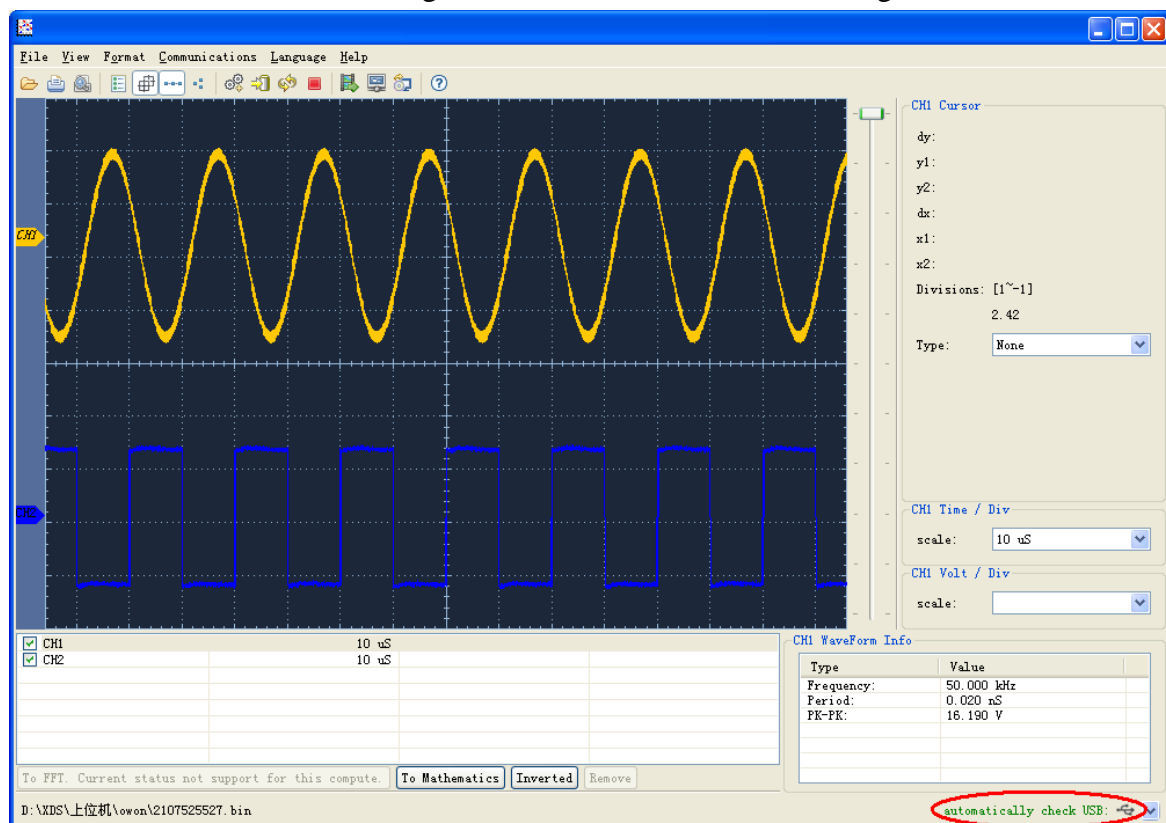 File View Format Communications Language Help
CH1 Cursor
dy:
y1:
y2:
dx:
x1:
x2:
Divisions: [1~-1]
2.42
Type: None
CH1
CH2
CH1 Time / Div
scale: 10 uS
CH1 Volt / Div
scale:
CH1 10 uS
CH2 10 uS
CH1 WaveForm Info
Type Value
Frequency: 50.000 kHz
Period: 0.020 nS
PK-PK: 16.190 V
To FFT. Current status not support for this compute. To Mathematics Inverted Remove
D:\XDS\上位机\owon\2107525527.bin
automatically check USB: